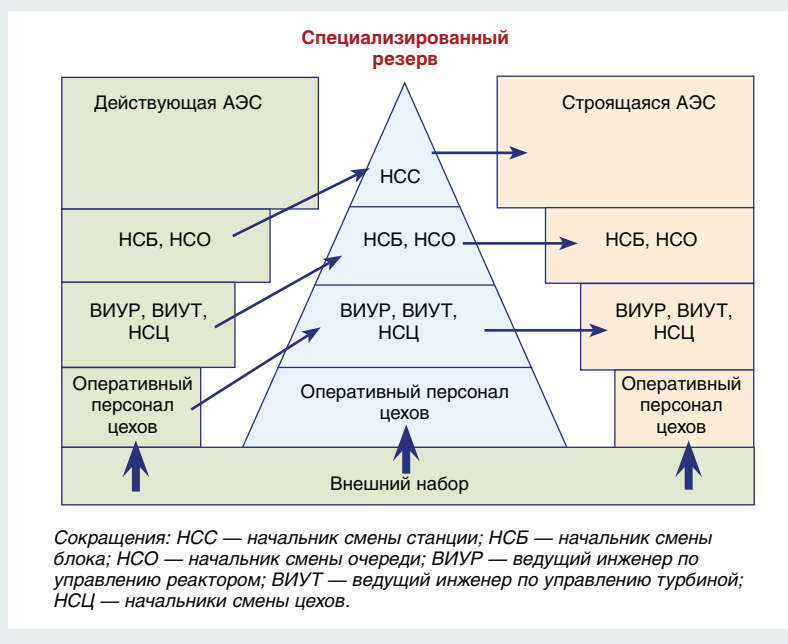 Специализированный
резерв
Действующая АЭС
Строящаяся АЭС
НСС
НСБ, НСО
НСБ, НСО
НСБ, НСО
ВИУР, ВИУТ,
НСЦ
ВИУР, ВИУТ,
НСЦ
ВИУР, ВИУТ,
НСЦ
Оперативный
персонал
цехов
Оперативный персонал
цехов
Оперативный
персонал
цехов
Внешний набор
Сокращения: НСС — начальник смены станции; НСБ — начальник смены
блока; НСО — начальник смены очереди; ВИУР — ведущий инженер по
управлению реактором; ВИУТ — ведущий инженер по управлению турбиной;
НСЦ — начальники смены цехов.